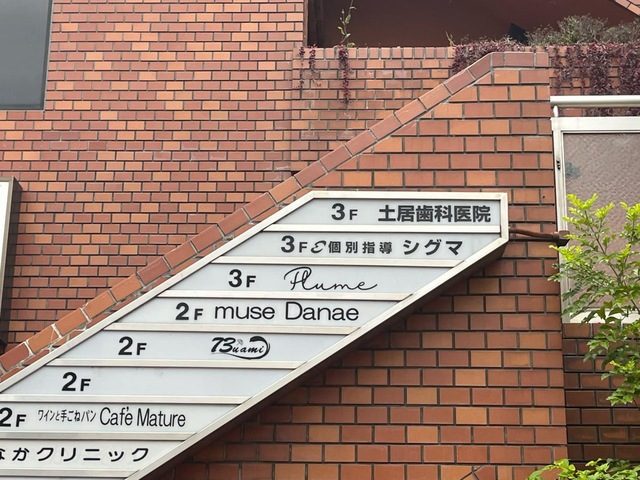 3F 土居歯科医院
3F ε 個別指導 シグマ
3F Plume
2F muse Danae
2F
2F
2F ワインと手ごねパン Café Mature
なかクリニック